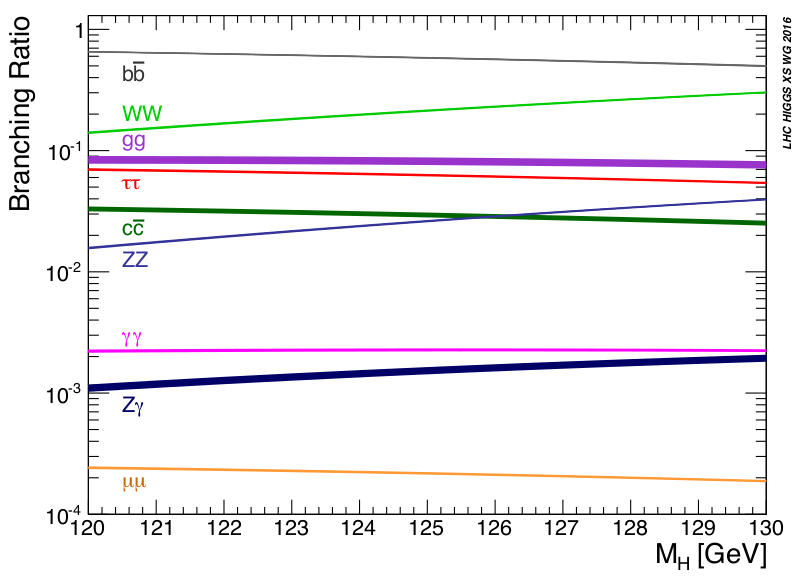 Branching Ratio
LHC HIGGS XS WG 2016
1
bb̅
WW
10⁻¹
gg
ττ
cc̅
ZZ
10⁻²
γγ
10⁻³
Zγ
μμ
10⁻⁴
120 121 122 123 124 125 126 127 128 129 130
M_H [GeV]